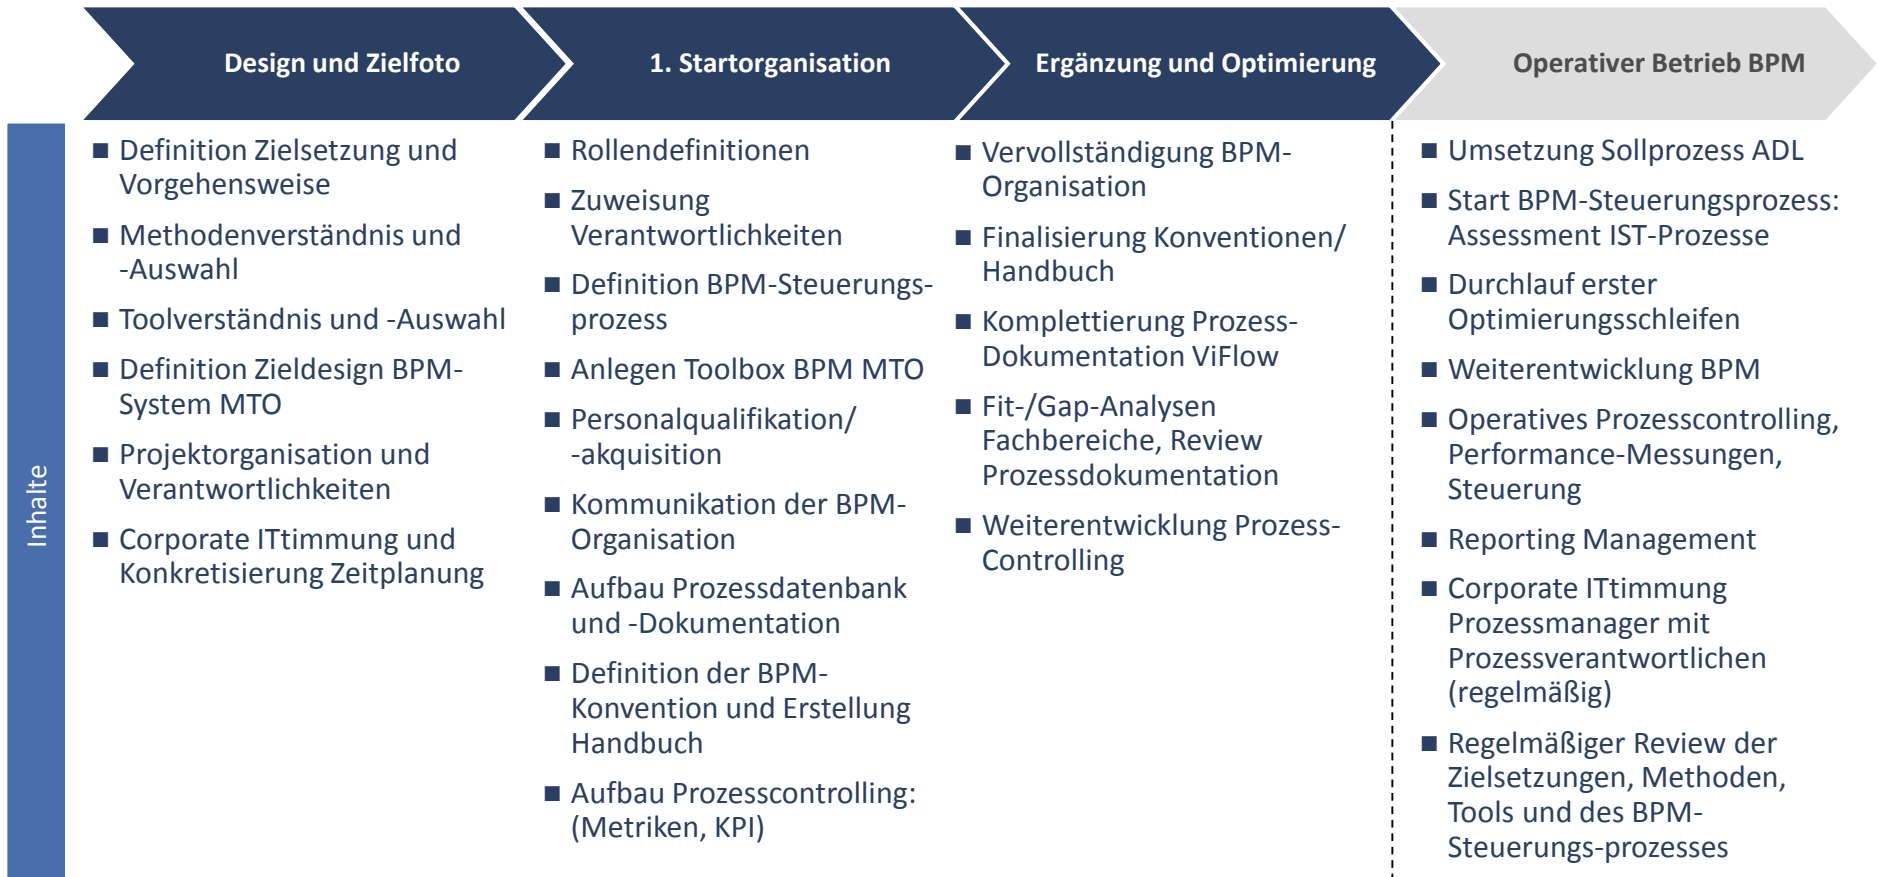 Design und Zielfoto
1. Startorganisation
Ergänzung und Optimierung
Operativer Betrieb BPM
Inhalte
■ Definition Zielsetzung und
Vorgehensweise
■ Methodenverständnis und
-Auswahl
■ Toolverständnis und -Auswahl
■ Definition Zieldesign BPM-
System MTO
■ Projektorganisation und
Verantwortlichkeiten
■ Corporate ITtimmung und
Konkretisierung Zeitplanung
■ Rollendefinitionen
■ Zuweisung
Verantwortlichkeiten
■ Definition BPM-Steuerungs-
prozess
■ Anlegen Toolbox BPM MTO
■ Personalqualifikation/
-akquisition
■ Kommunikation der BPM-
Organisation
■ Aufbau Prozessdatenbank
und -Dokumentation
■ Definition der BPM-
Konvention und Erstellung
Handbuch
■ Aufbau Prozesscontrolling:
(Metriken, KPI)
■ Vervollständigung BPM-
Organisation
■ Finalisierung Konventionen/
Handbuch
■ Komplettierung Prozess-
Dokumentation ViFlow
■ Fit-/Gap-Analysen
Fachbereiche, Review
Prozessdokumentation
■ Weiterentwicklung Prozess-
Controlling
■ Umsetzung Sollprozess ADL
■ Start BPM-Steuerungsprozess:
Assessment IST-Prozesse
■ Durchlauf erster
Optimierungsschleifen
■ Weiterentwicklung BPM
■ Operatives Prozesscontrolling,
Performance-Messungen,
Steuerung
■ Reporting Management
■ Corporate ITtimmung
Prozessmanager mit
Prozessverantwortlichen
(regelmäßig)
■ Regelmäßiger Review der
Zielsetzungen, Methoden,
Tools und des BPM-
Steuerungs-prozesses